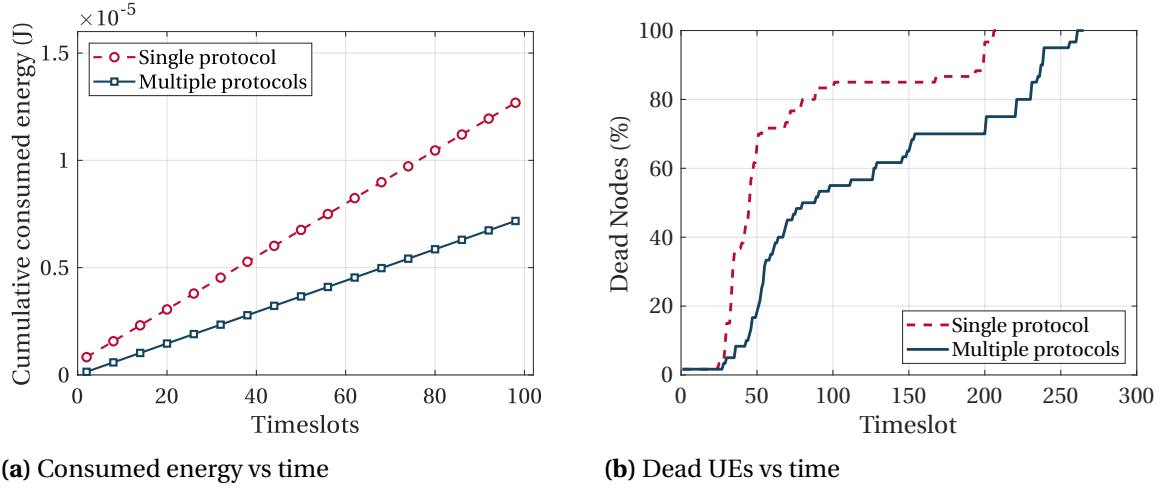 ×10⁻⁵
1.5
1
0.5
0
Cumulative consumed energy (J)
Single protocol
Multiple protocols
0 20 40 60 80 100
Timeslots
(a) Consumed energy vs time
100
80
60
40
20
0
Dead Nodes (%)
Single protocol
Multiple protocols
0 50 100 150 200 250 300
Timeslot
(b) Dead UEs vs time